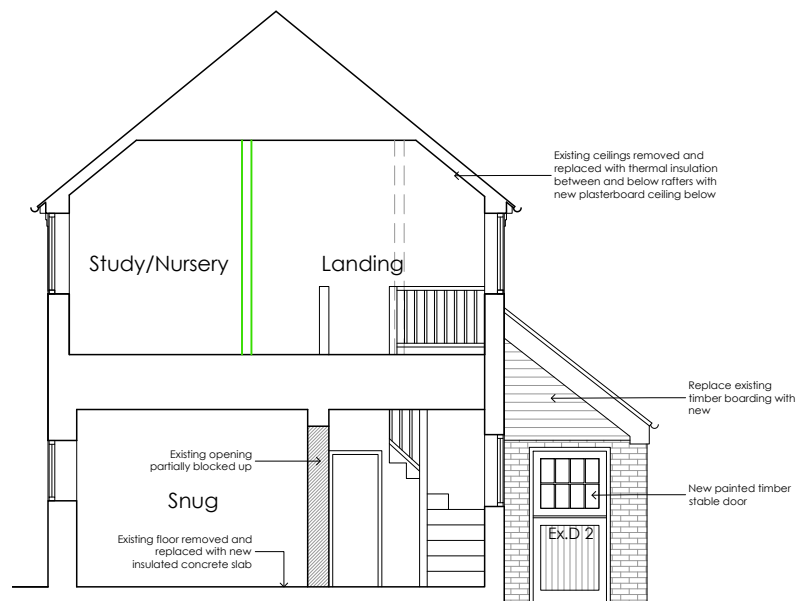 Existing ceilings removed and
replaced with thermal insulation
between and below rafters with
new plasterboard ceiling below
Study/Nursery
Landing
Replace existing
timber boarding with
new
Existing opening
partially blocked up
Snug
New painted timber
stable door
Existing floor removed and
replaced with new
insulated concrete slab
Ex.D 2